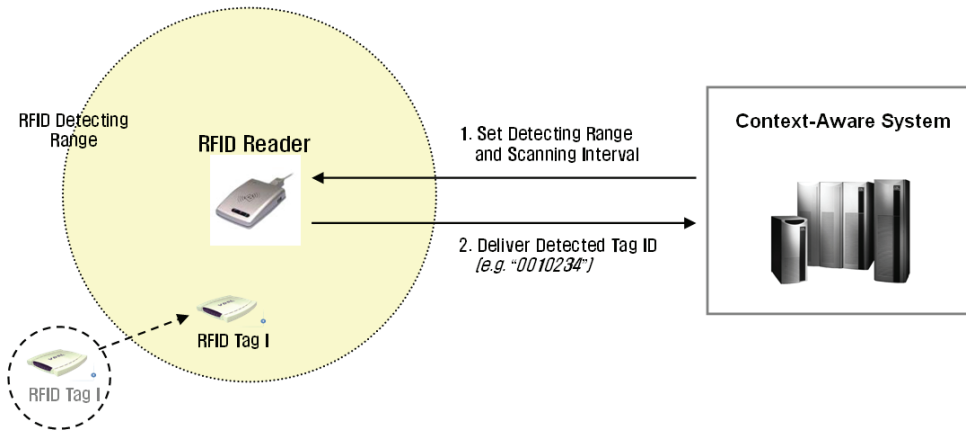 RFID Detecting
Range
RFID Reader
1. Set Detecting Range
and Scanning Interval
Context-Aware System
2. Deliver Detected Tag ID
(e.g. “0010234”)
RFID Tag I
RFID Tag I